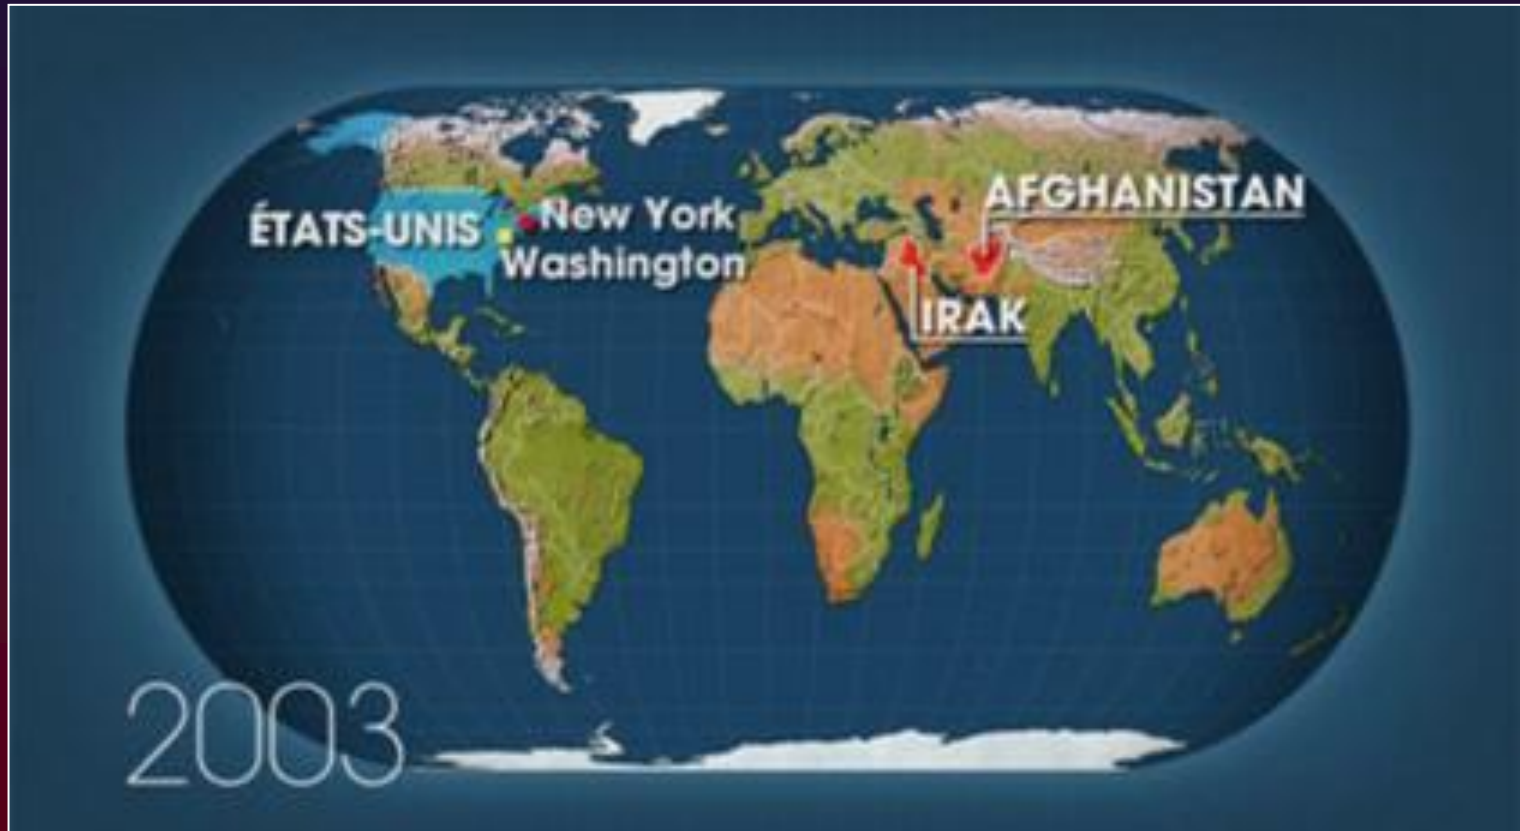 AFGHANISTAN
ÉTATS-UNIS
New York
Washington
IRAK
2003